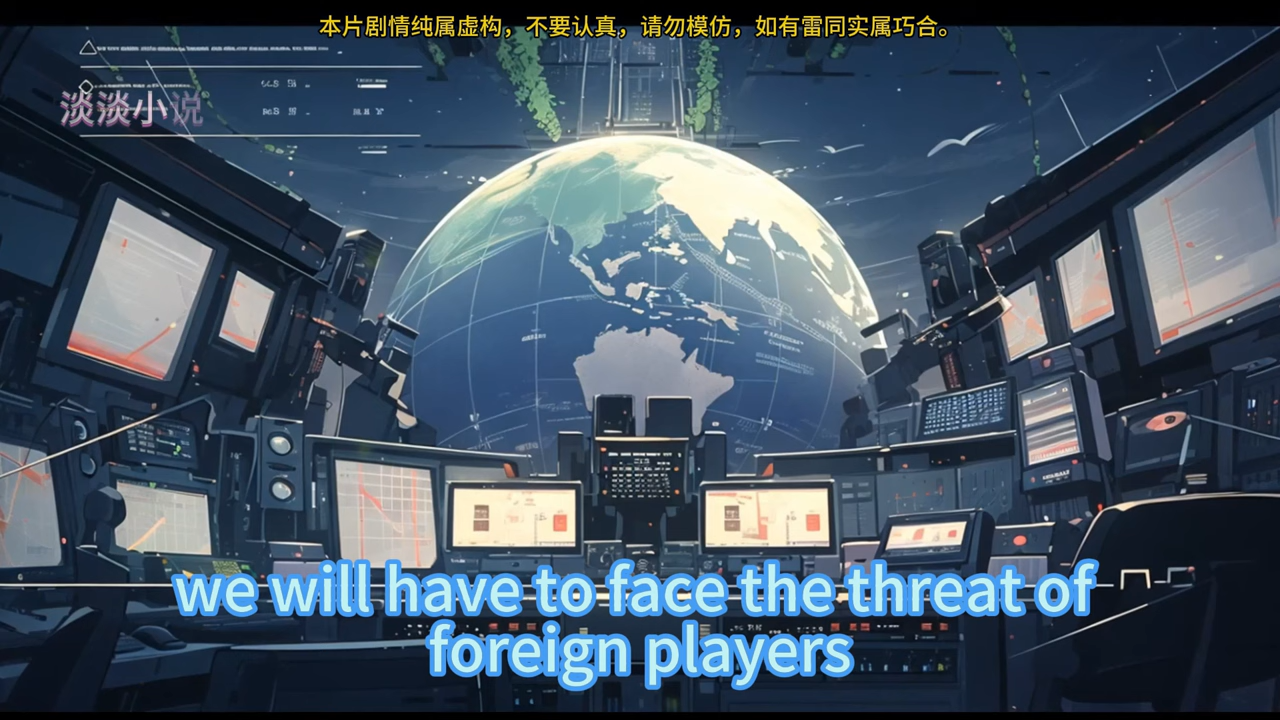 本片剧情纯属虚构，不要认真，请勿模仿，如有雷同实属巧合。
淡淡小说
we will have to face the threat of
foreign players